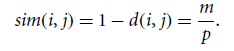 sim(i, j) = 1 − d(i, j) = m/p.